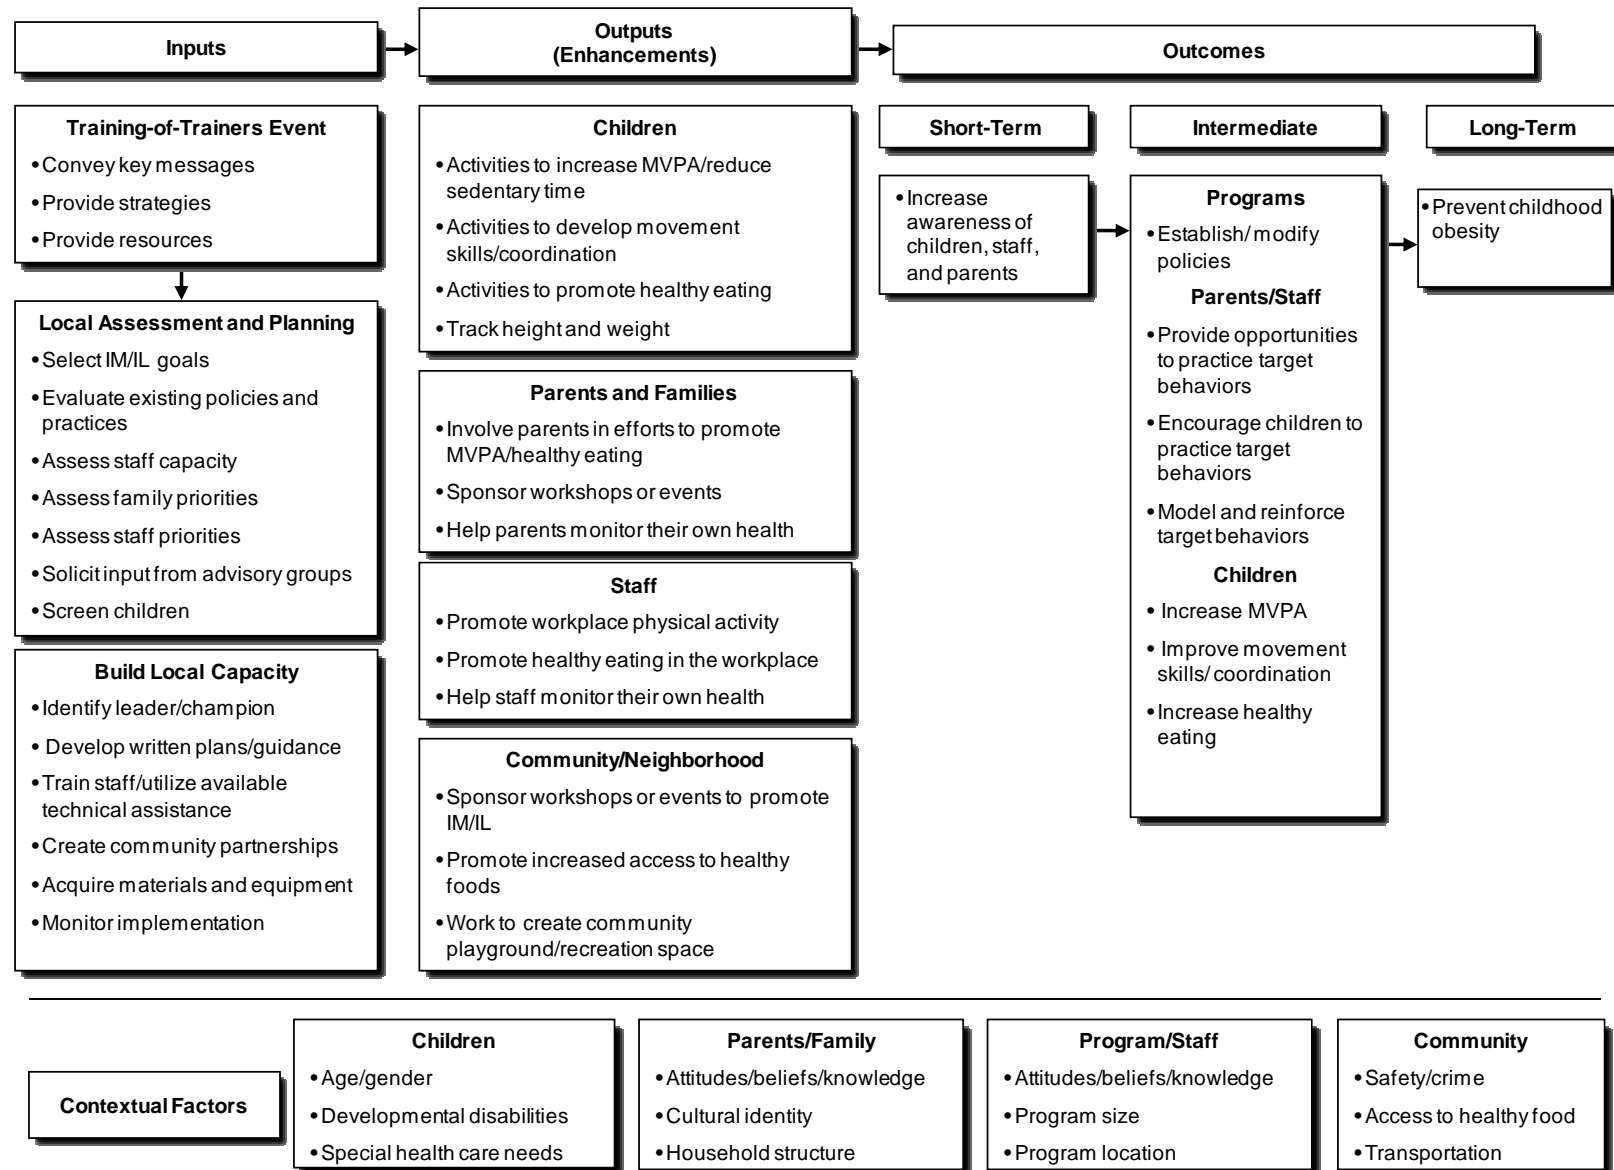 Inputs
Outputs
(Enhancements)
Outcomes
Training-of-Trainers Event
• Convey key messages
• Provide strategies
• Provide resources
Local Assessment and Planning
• Select IM/IL goals
• Evaluate existing policies and
practices
• Assess staff capacity
• Assess family priorities
• Assess staff priorities
• Solicit input from advisory groups
• Screen children
Build Local Capacity
• Identify leader/champion
• Develop written plans/guidance
• Train staff/utilize available
technical assistance
• Create community partnerships
• Acquire materials and equipment
• Monitor implementation
Children
• Activities to increase MVPA/reduce
sedentary time
• Activities to develop movement
skills/coordination
• Activities to promote healthy eating
• Track height and weight
Parents and Families
• Involve parents in efforts to promote
MVPA/healthy eating
• Sponsor workshops or events
• Help parents monitor their own health
Staff
• Promote workplace physical activity
• Promote healthy eating in the workplace
• Help staff monitor their own health
Community/Neighborhood
• Sponsor workshops or events to promote
IM/IL
• Promote increased access to healthy
foods
• Work to create community
playground/recreation space
Short-Term
• Increase
awareness of
children, staff,
and parents
Intermediate
Programs
• Establish/modify
policies
Parents/Staff
• Provide opportunities
to practice target
behaviors
• Encourage children to
practice target
behaviors
• Model and reinforce
target behaviors
Children
• Increase MVPA
• Improve movement
skills/coordination
• Increase healthy
eating
Long-Term
• Prevent childhood
obesity
Contextual Factors
Children
• Age/gender
• Developmental disabilities
• Special health care needs
Parents/Family
• Attitudes/beliefs/knowledge
• Cultural identity
• Household structure
Program/Staff
• Attitudes/beliefs/knowledge
• Program size
• Program location
Community
• Safety/crime
• Access to healthy food
• Transportation